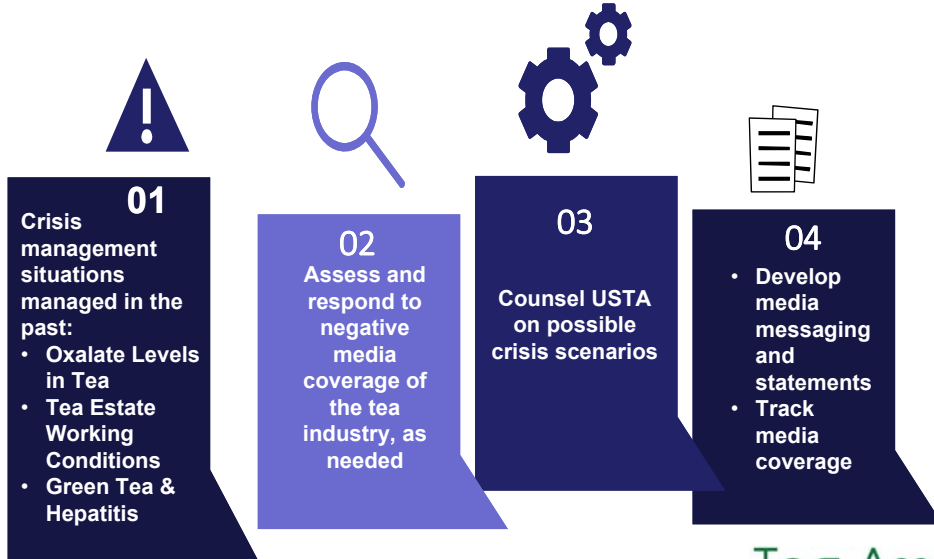 01
Crisis
management
situations
managed in the
past:
• Oxalate Levels
in Tea
• Tea Estate
Working
Conditions
• Green Tea &
Hepatitis
02
Assess and
respond to
negative
media
coverage of
the tea
industry, as
needed
03
Counsel USTA
on possible
crisis scenarios
04
• Develop
media
messaging
and
statements
• Track
media
coverage